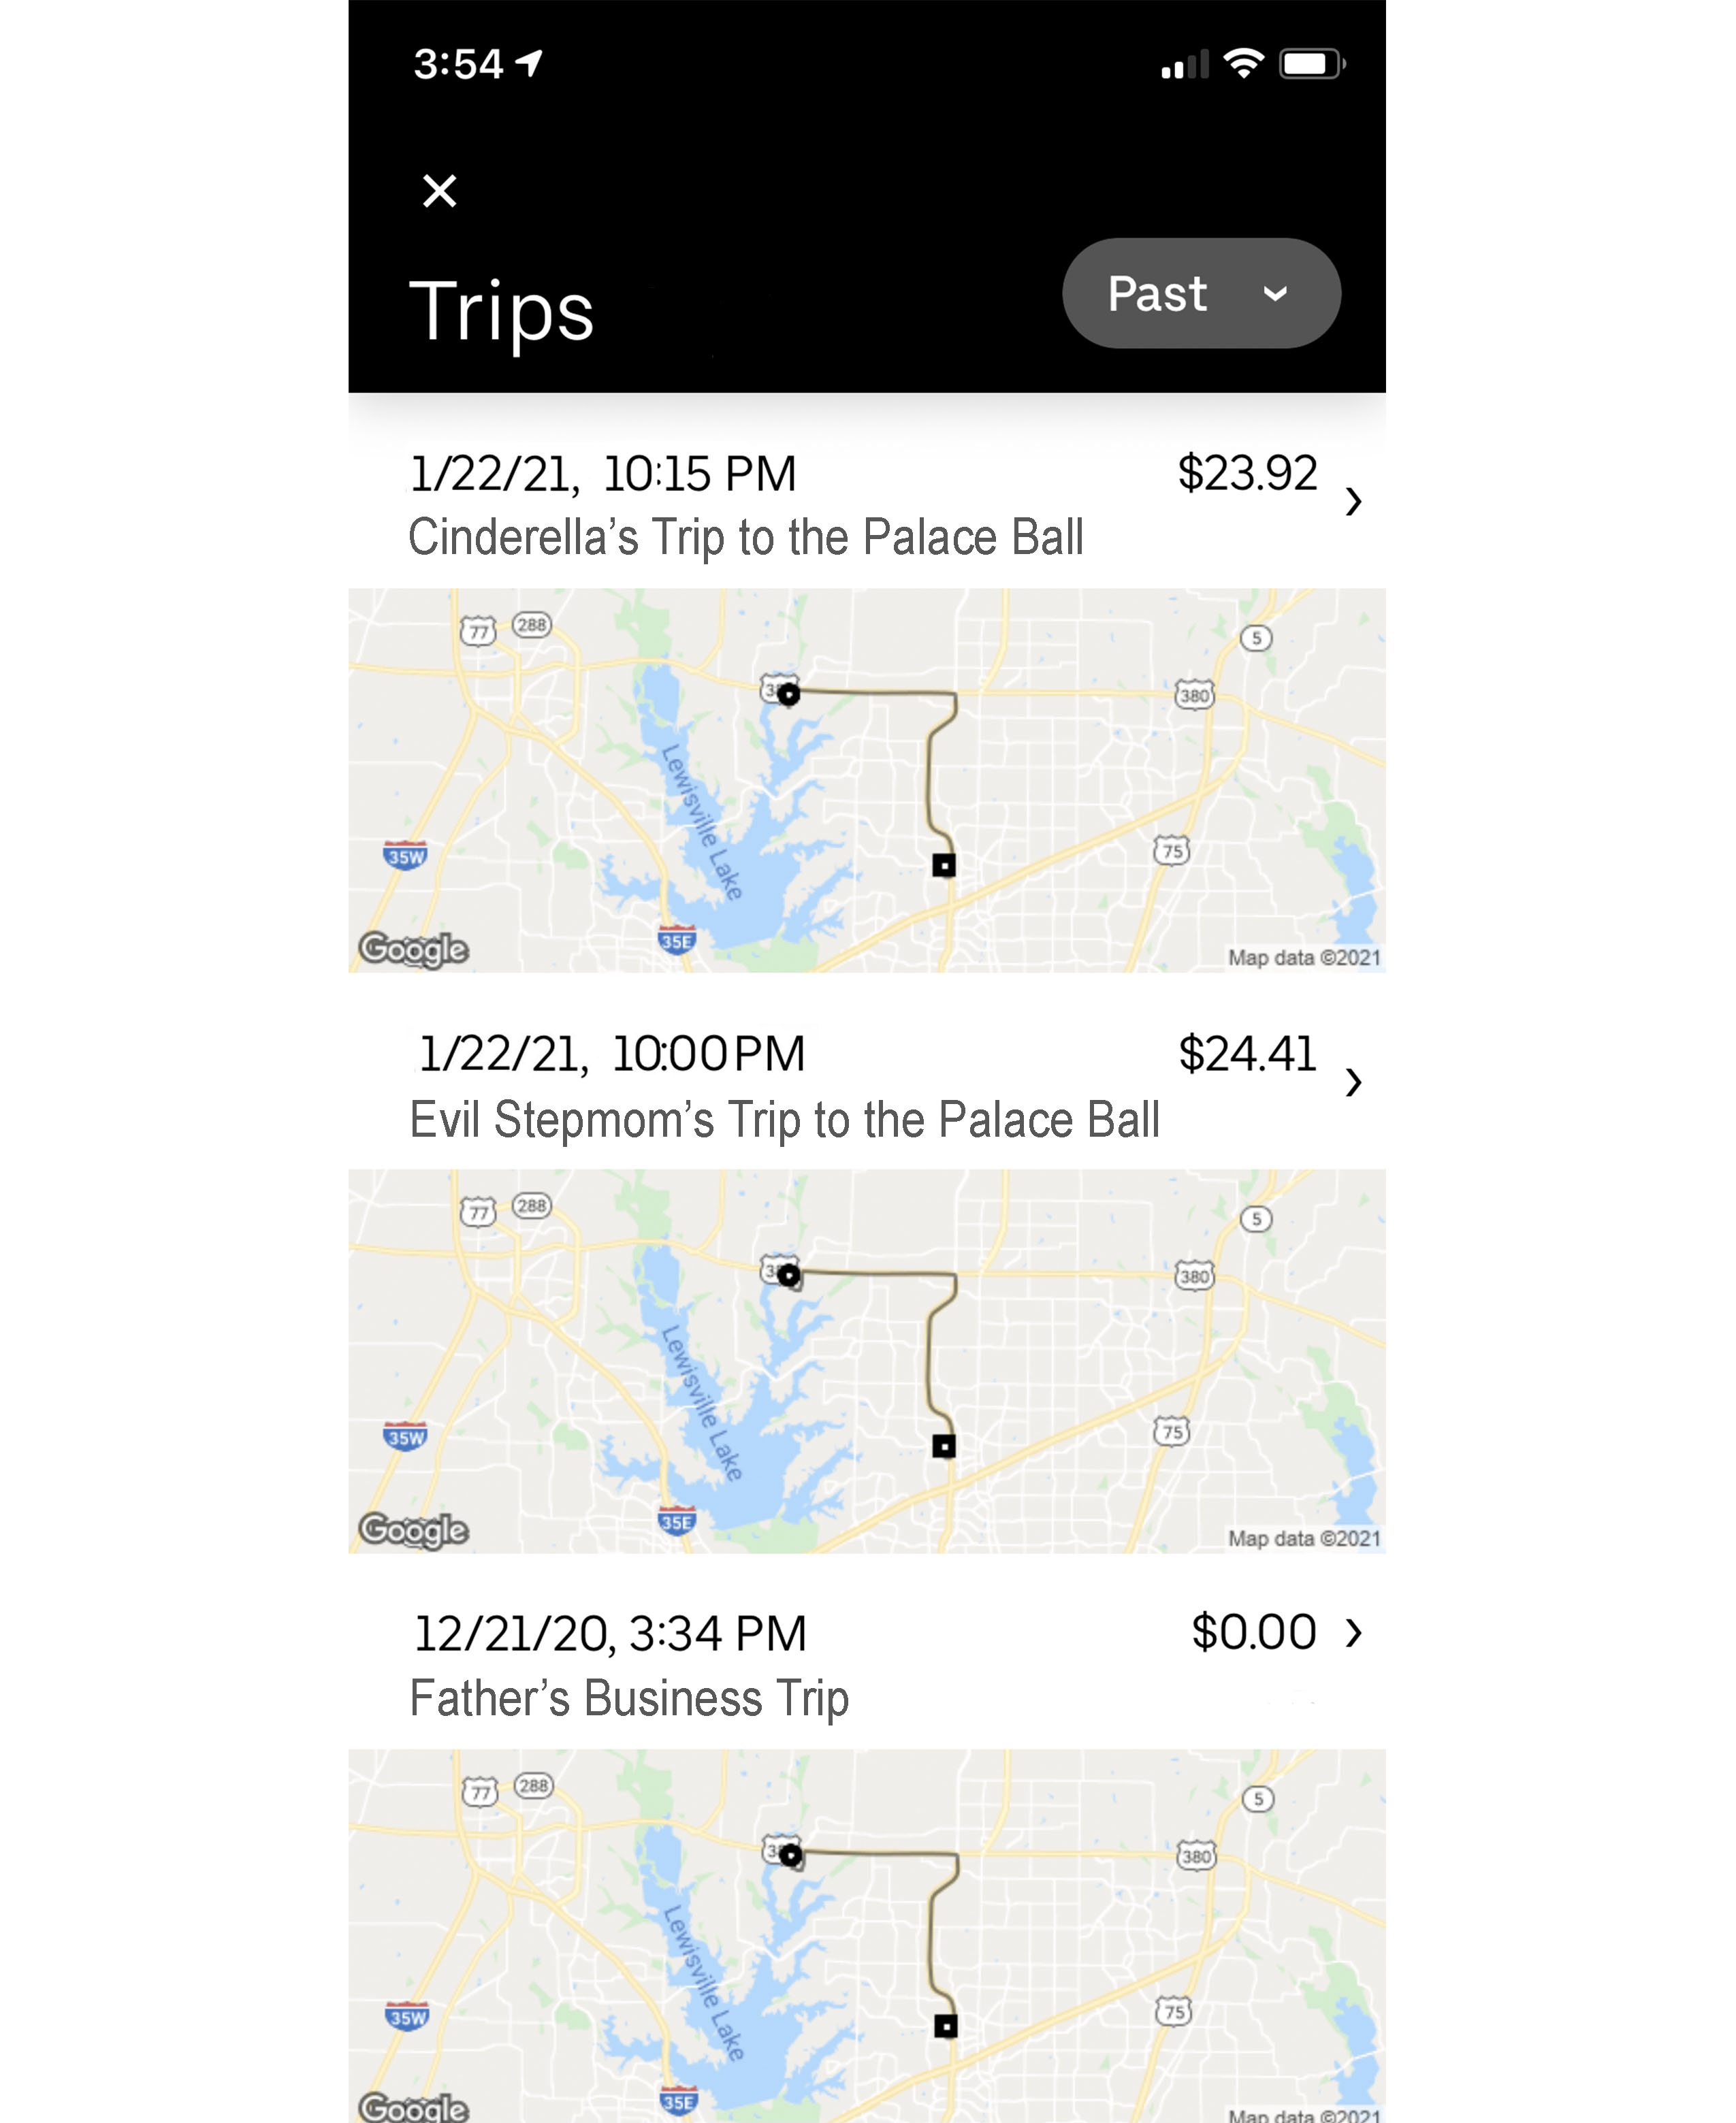 3:54
Trips
Past
1/22/21, 10:15 PM
$23.92
Cinderella's Trip to the Palace Ball
77
288
5
380
Lewisville Lake
35W
75
35E
Google
Map data ©2021
1/22/21, 10:00 PM
$24.41
Evil Stepmom's Trip to the Palace Ball
77
288
5
380
Lewisville Lake
35W
75
35E
Google
Map data ©2021
12/21/20, 3:34 PM
$0.00
Father's Business Trip
77
288
5
380
Lewisville Lake
35W
75
35E
Google
Map data ©2021